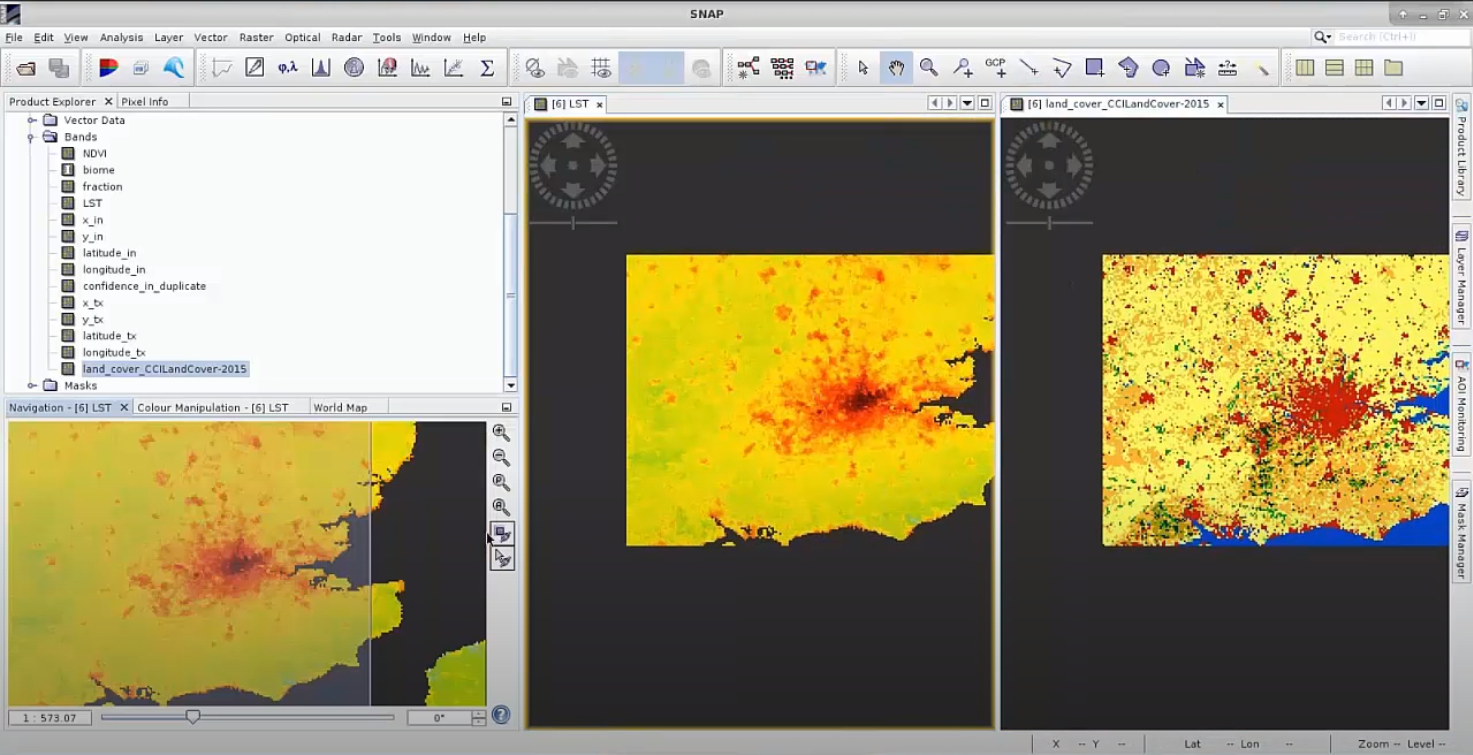 SNAP
File Edit View Analysis Layer Vector Raster Optical Radar Tools Window Help
Search (Ctrl+I)
φ,λ Σ GCP
Product Explorer Pixel Info
Vector Data
Bands
NDVI
biome
fraction
LST
x_in
y_in
latitude_in
longitude_in
confidence_in_duplicate
x_tx
y_tx
latitude_tx
longitude_tx
land_cover_CCILandCover-2015
Masks
Navigation - [6] LST Colour Manipulation - [6] LST World Map
1 : 573.07 0°
[6] LST
[6] land_cover_CCILandCover-2015
Product Library
Layer Manager
AOI Monitoring
Mask Manager
X -- Y -- Lat -- Lon -- Zoom -- Level --